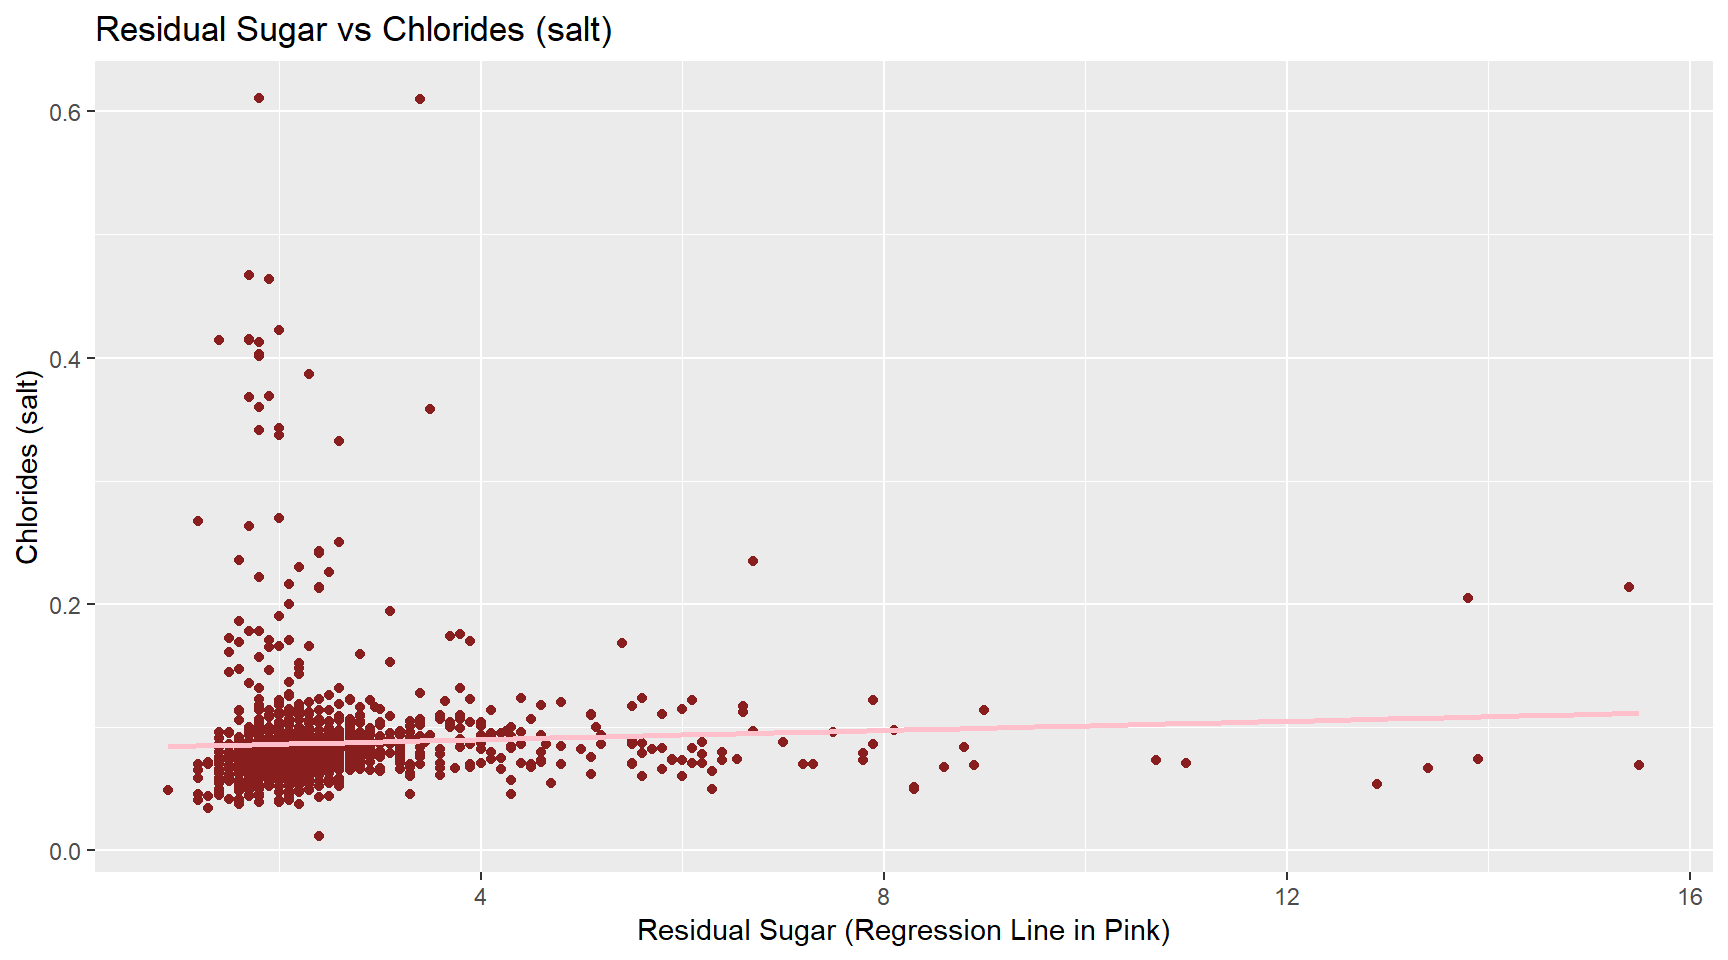 Residual Sugar vs Chlorides (salt)
0.6
0.4
0.2
0.0
Chlorides (salt)
4 8 12 16
Residual Sugar (Regression Line in Pink)